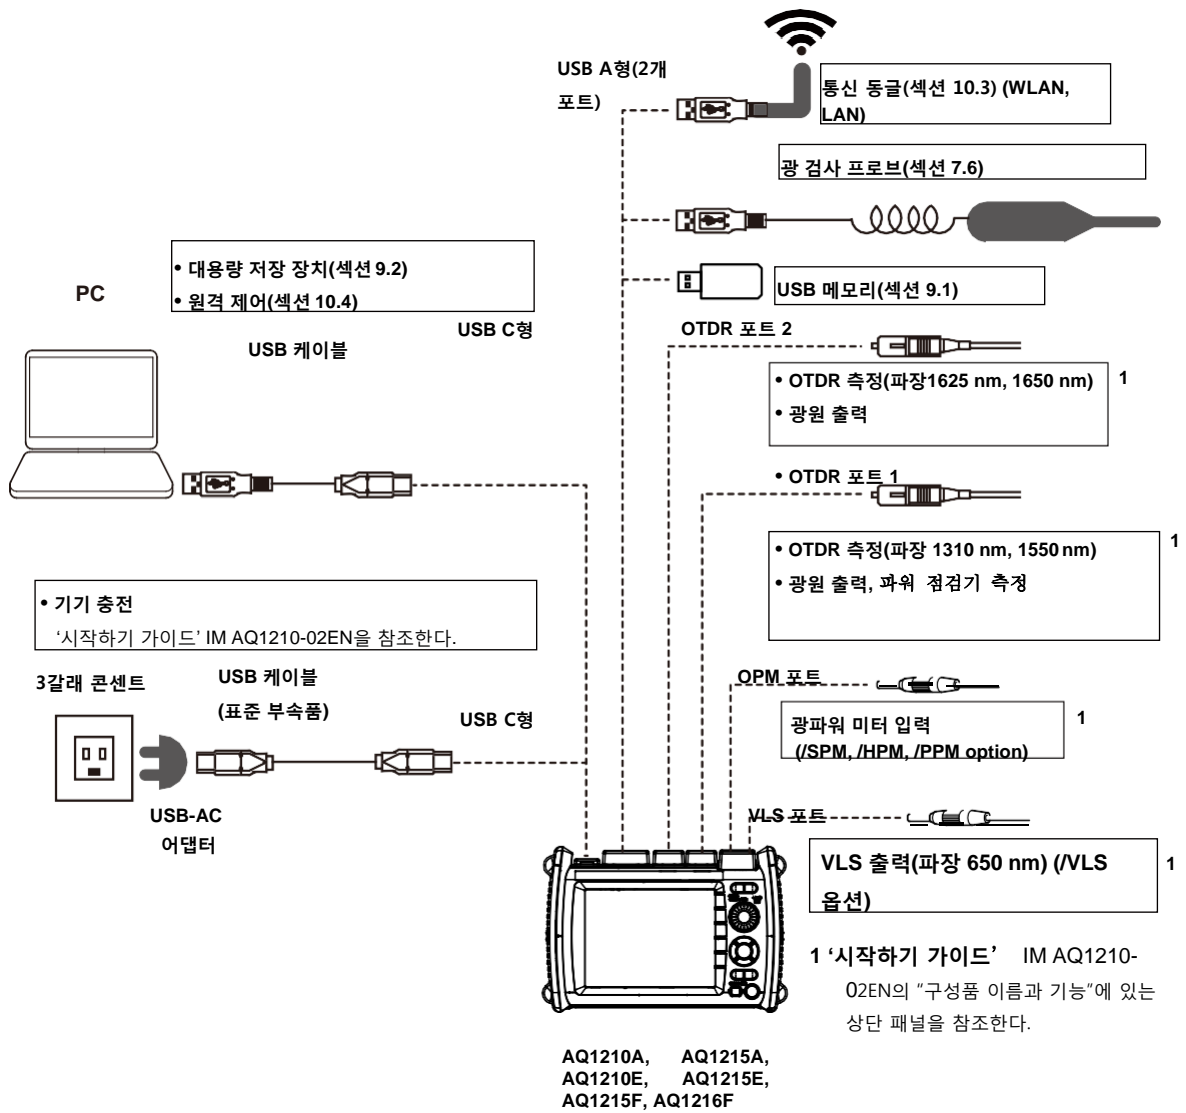 USB A형(2개
포트)
통신 동글(섹션 10.3) (WLAN,
LAN)
광 검사 프로브(섹션 7.6)
• 대용량 저장 장치(섹션 9.2)
• 원격 제어(섹션 10.4)
PC
USB C형
USB 케이블
USB 메모리(섹션 9.1)
OTDR 포트 2
• OTDR 측정(파장1625 nm, 1650 nm)
1
• 광원 출력
• OTDR 포트 1
• OTDR 측정(파장 1310 nm, 1550 nm)
1
• 광원 출력, 파워 점검기 측정
• 기기 충전
‘시작하기 가이드’ IM AQ1210-02EN을 참조한다.
3갈래 콘센트
USB 케이블
(표준 부속품)
USB C형
USB-AC
어댑터
OPM 포트
광파워 미터 입력
(/SPM, /HPM, /PPM option)
1
VLS 포트
VLS 출력(파장 650 nm) (/VLS
옵션)
1
1 ‘시작하기 가이드’ IM AQ1210-
02EN의 "구성품 이름과 기능"에 있는
상단 패널을 참조한다.
AQ1210A, AQ1215A,
AQ1210E, AQ1215E,
AQ1215F, AQ1216F